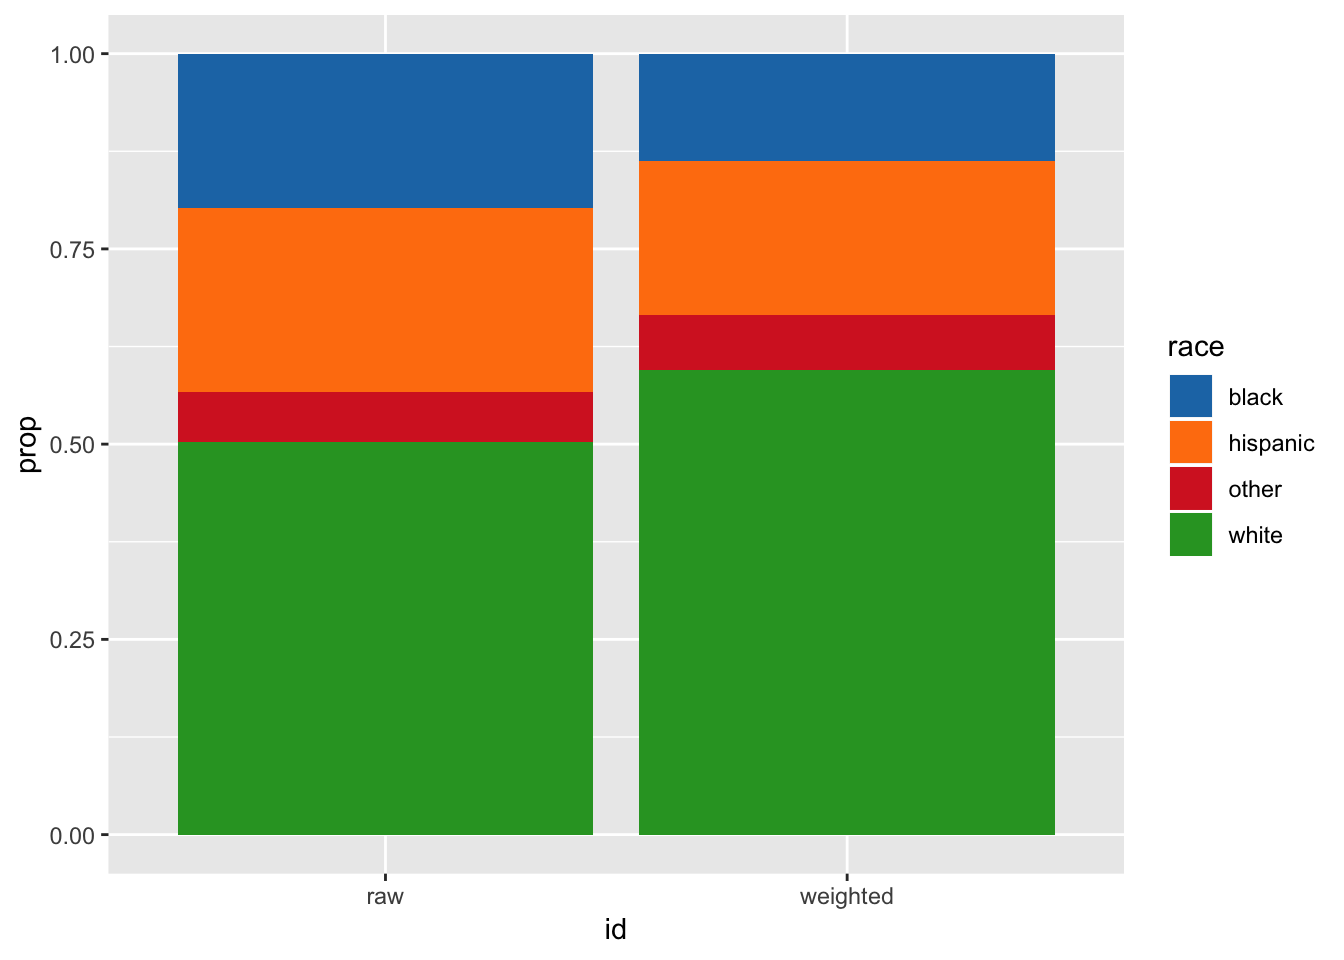 1.00
0.75
0.50
0.25
0.00
prop
raw
weighted
id
race
black
hispanic
other
white